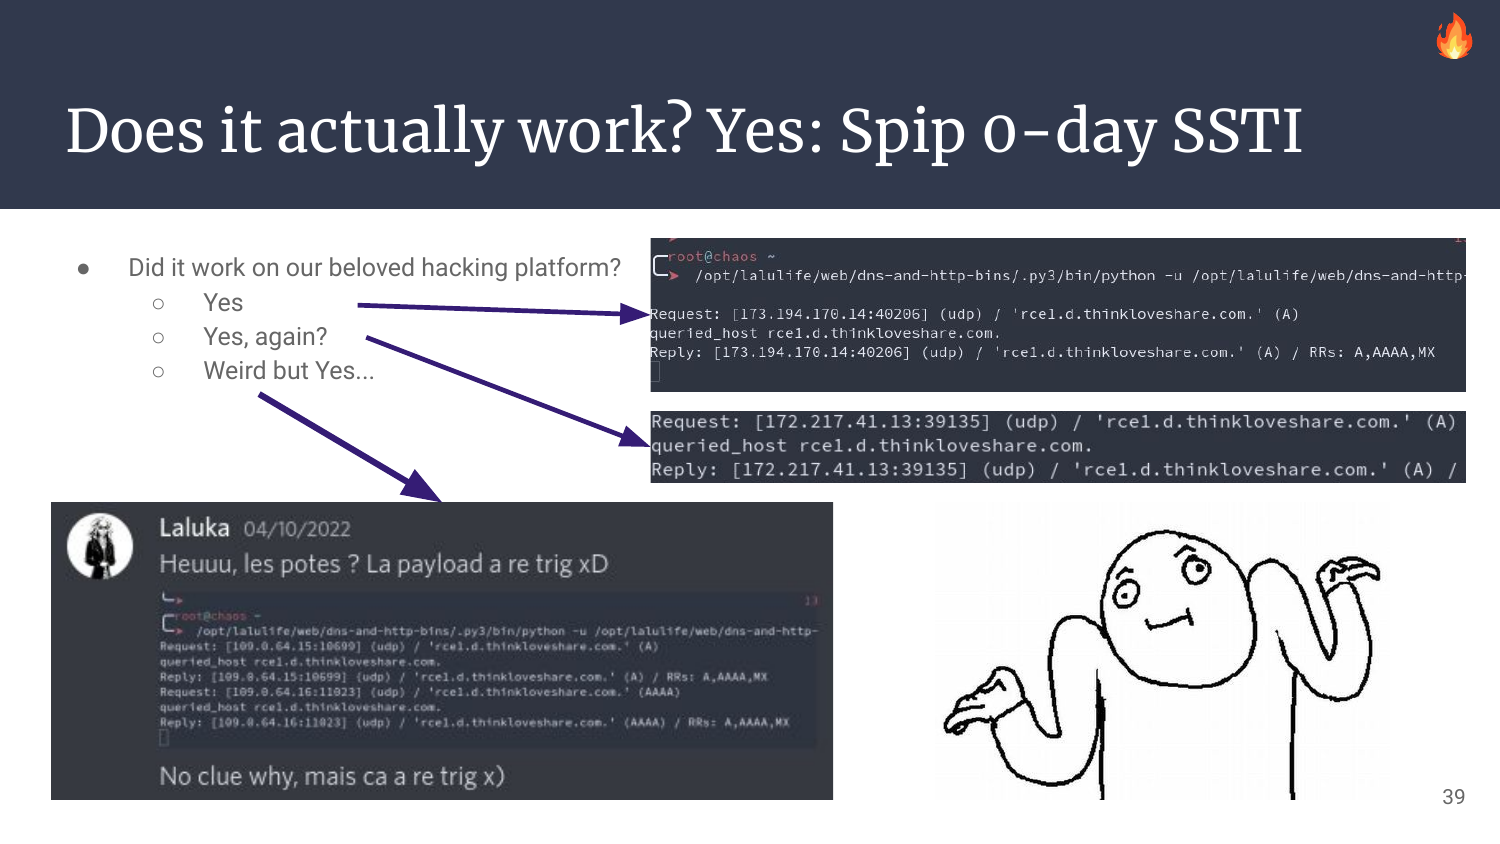 Does it actually work? Yes: Spip 0-day SSTI
● Did it work on our beloved hacking platform?
○ Yes
○ Yes, again?
○ Weird but Yes...
root@chaos ~
/opt/lalulife/web/dns-and-http-bins/.py3/bin/python -u /opt/lalulife/web/dns-and-http-
Request: [173.194.170.14:40206] (udp) / 'rce1.d.thinkloveshare.com.' (A)
queried_host rce1.d.thinkloveshare.com.
Reply: [173.194.170.14:40206] (udp) / 'rce1.d.thinkloveshare.com.' (A) / RRs: A,AAAA,MX
Request: [172.217.41.13:39135] (udp) / 'rce1.d.thinkloveshare.com.' (A)
queried_host rce1.d.thinkloveshare.com.
Reply: [172.217.41.13:39135] (udp) / 'rce1.d.thinkloveshare.com.' (A) /
Laluka 04/10/2022
Heuuu, les potes ? La payload a re trig xD
13
root@chaos ~
/opt/lalulife/web/dns-and-http-bins/.py3/bin/python -u /opt/lalulife/web/dns-and-http-
Request: [109.0.64.15:10699] (udp) / 'rce1.d.thinkloveshare.com.' (A)
queried_host rce1.d.thinkloveshare.com.
Reply: [109.0.64.15:10699] (udp) / 'rce1.d.thinkloveshare.com.' (A) / RRs: A,AAAA,MX
Request: [109.0.64.16:11023] (udp) / 'rce1.d.thinkloveshare.com.' (AAAA)
queried_host rce1.d.thinkloveshare.com.
Reply: [109.0.64.16:11023] (udp) / 'rce1.d.thinkloveshare.com.' (AAAA) / RRs: A,AAAA,MX
No clue why, mais ca a re trig x)
39